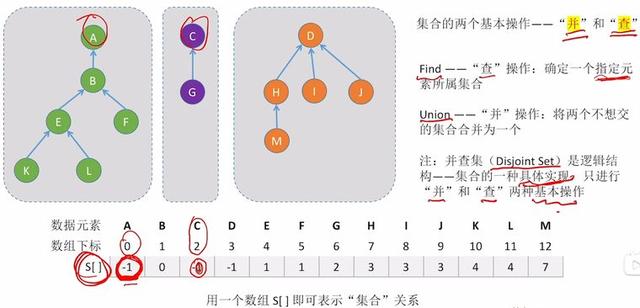 A
B
E
F
K
L
C
G
D
H
I
J
M
集合的两个基本操作——“并”和“查”
Find ——“查”操作：确定一个指定元
素所属集合
Union ——“并”操作：将两个不想交
的集合合并为一个
注：并查集（Disjoint Set）是逻辑结
构——集合的一种具体实现，只进行
“并”和“查”两种基本操作
数据元素 A B C D E F G H I J K L M
数组下标 0 1 2 3 4 5 6 7 8 9 10 11 12
S[ ] -1 0 -1 -1 1 1 2 3 3 3 4 4 7
用一个数组 S[ ] 即可表示“集合”关系